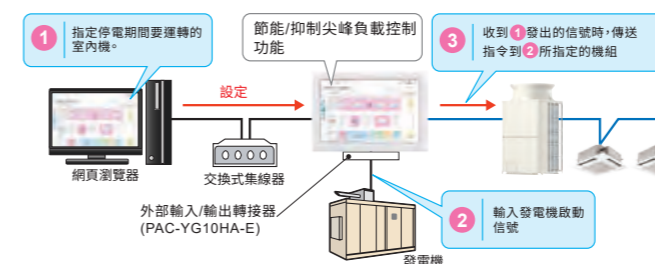 1
指定停電期間要運轉的
室內機。
節能/抑制尖峰負載控制
功能
3
收到1發出的信號時,傳送
指令到2所指定的機組
設定
網頁瀏覽器
交換式集線器
外部輸入/輸出轉接器
(PAC-YG10HA-E)
2
輸入發電機啟動
信號
發電機